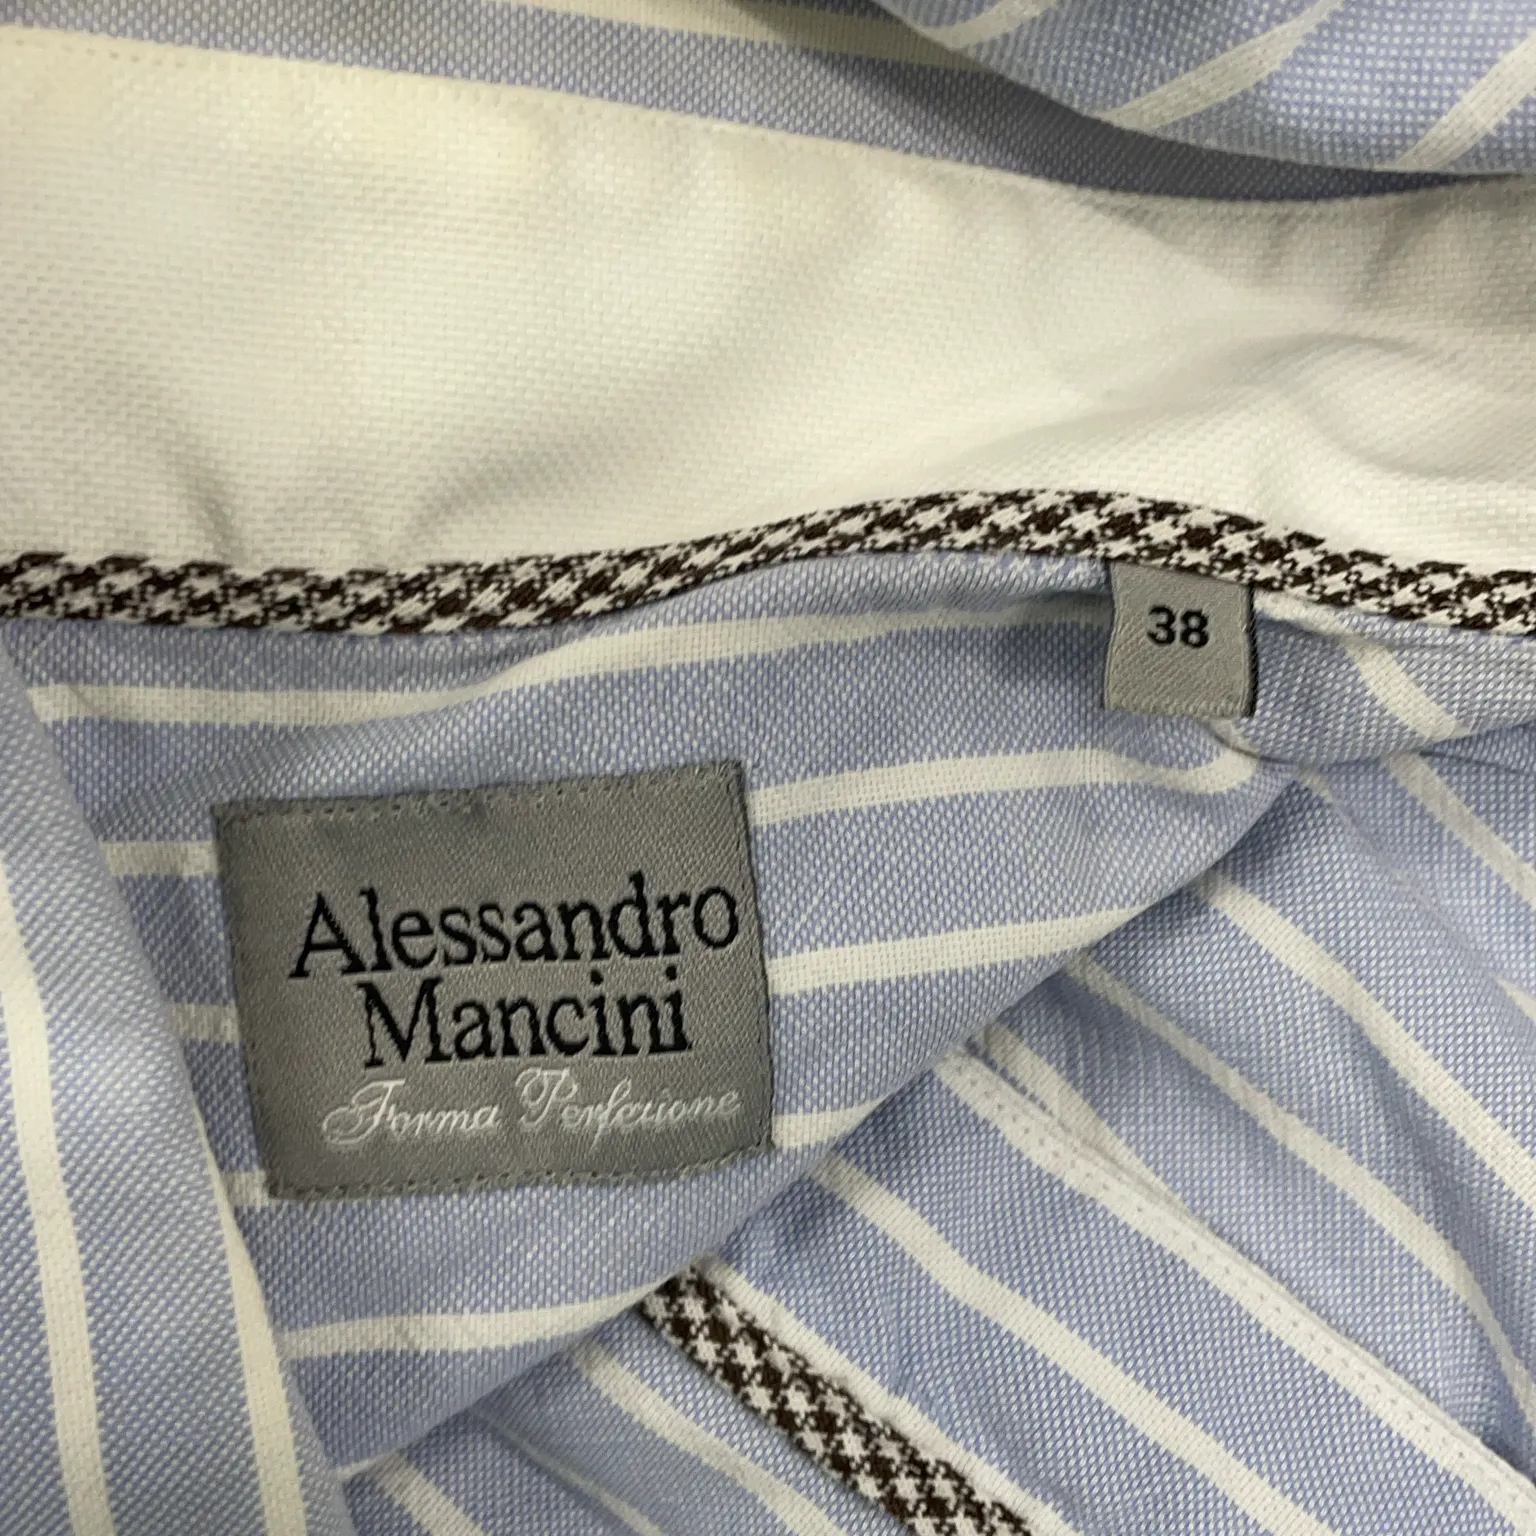 38
Alessandro
Mancini
Forma Perfezione